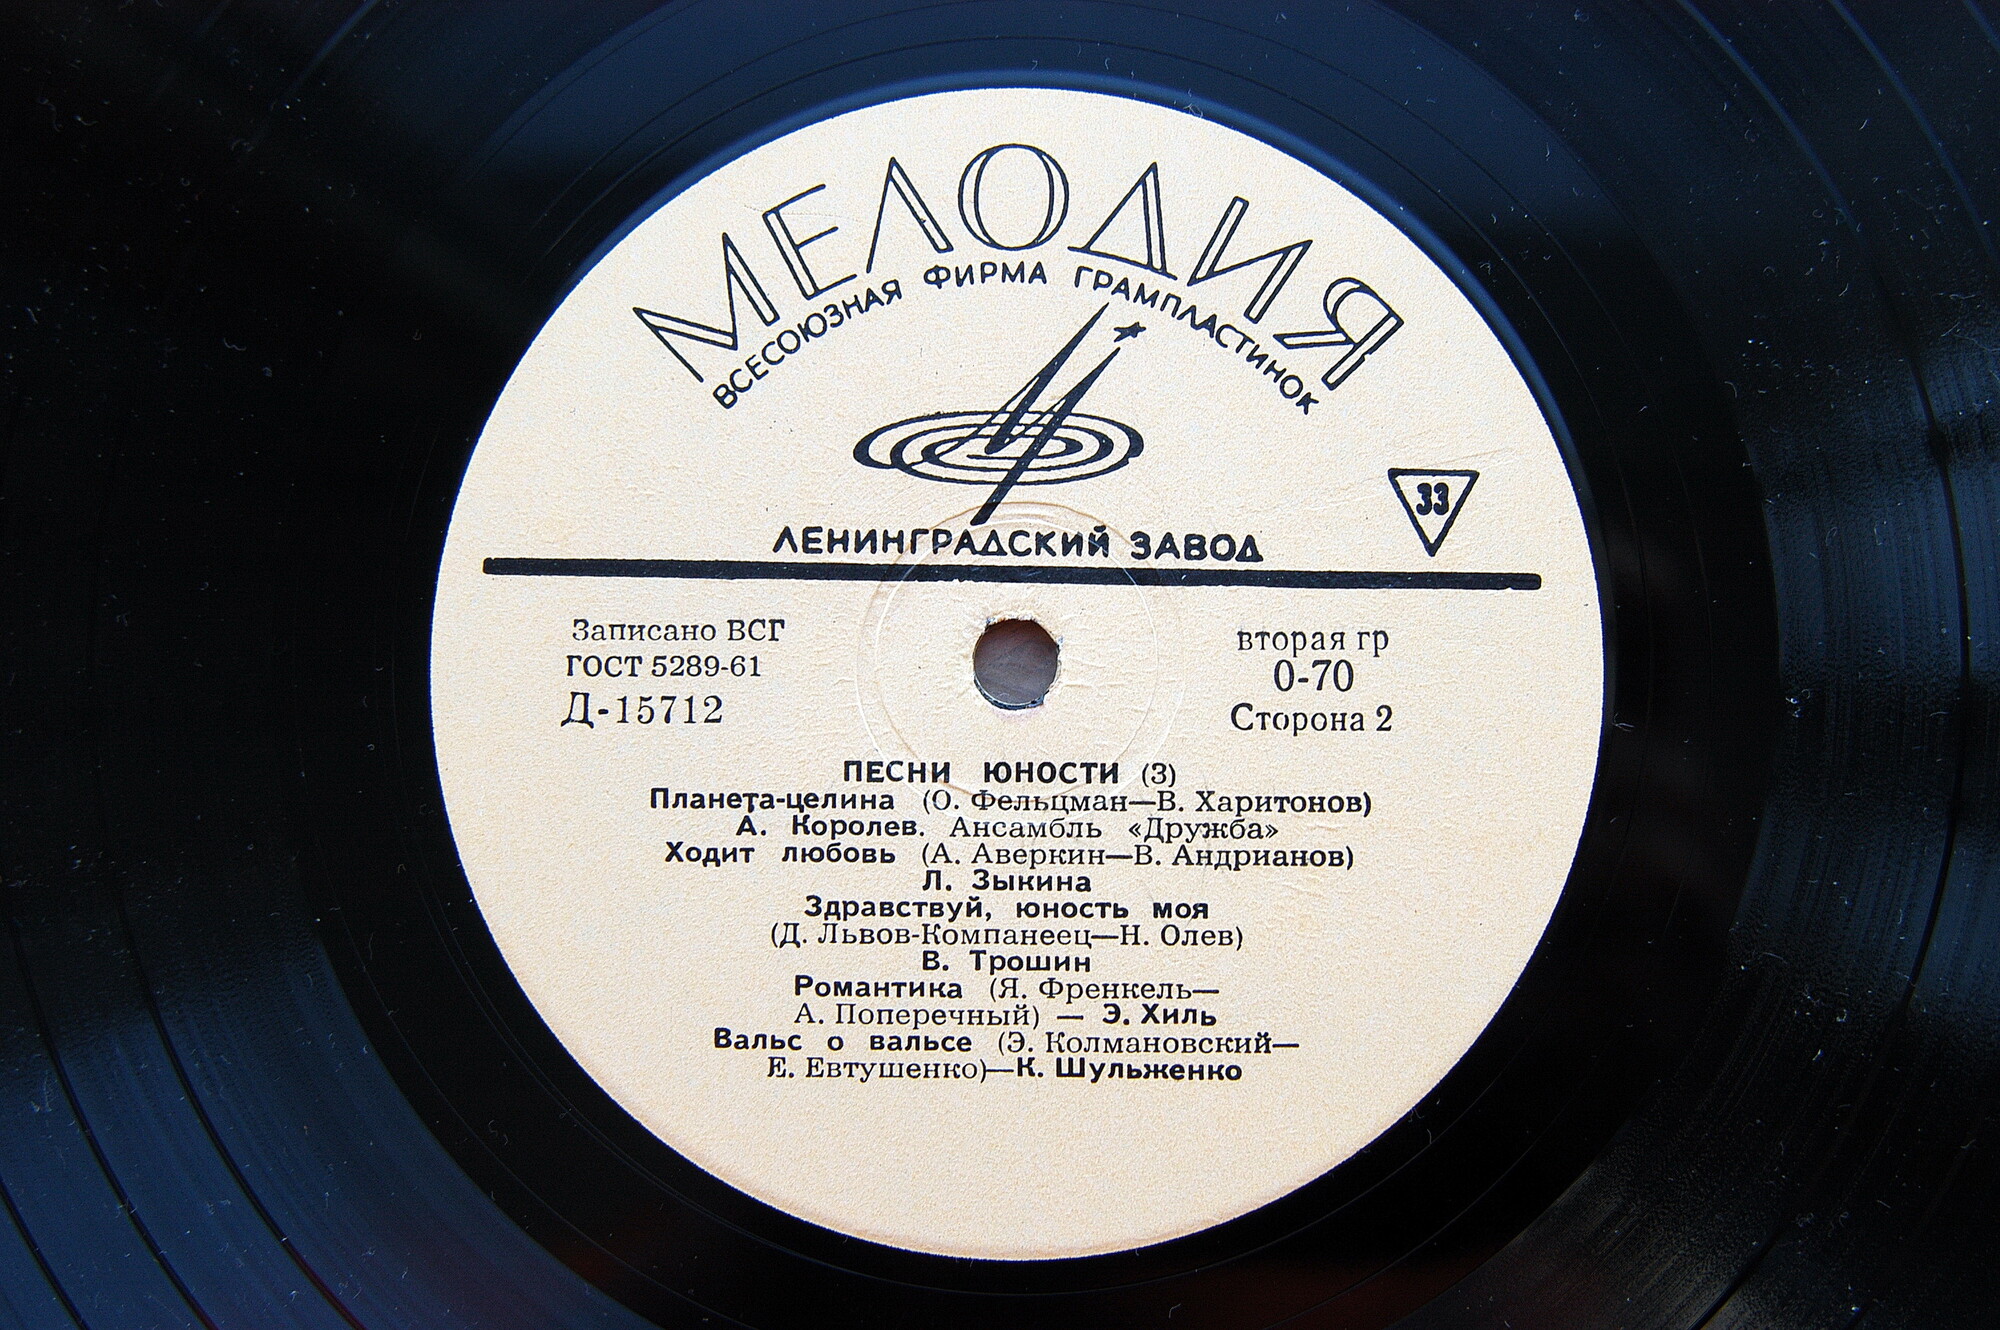 МЕЛОДИЯ
ВСЕСОЮЗНАЯ ФИРМА ГРАМПЛАСТИНОК
33
ЛЕНИНГРАДСКИЙ ЗАВОД
Записано ВСГ
ГОСТ 5289-61
Д-15712
вторая гр
0-70
Сторона 2
ПЕСНИ ЮНОСТИ (3)
Планета-целина (О. Фельцман—В. Харитонов)
А. Королев. Ансамбль «Дружба»
Ходит любовь (А. Аверкин—В. Андрианов)
Л. Зыкина
Здравствуй, юность моя
(Д. Львов-Компанеец—Н. Олев)
В. Трошин
Романтика (Я. Френкель—
А. Поперечный) — Э. Хиль
Вальс о вальсе (Э. Колмановский—
Е. Евтушенко)—К. Шульженко